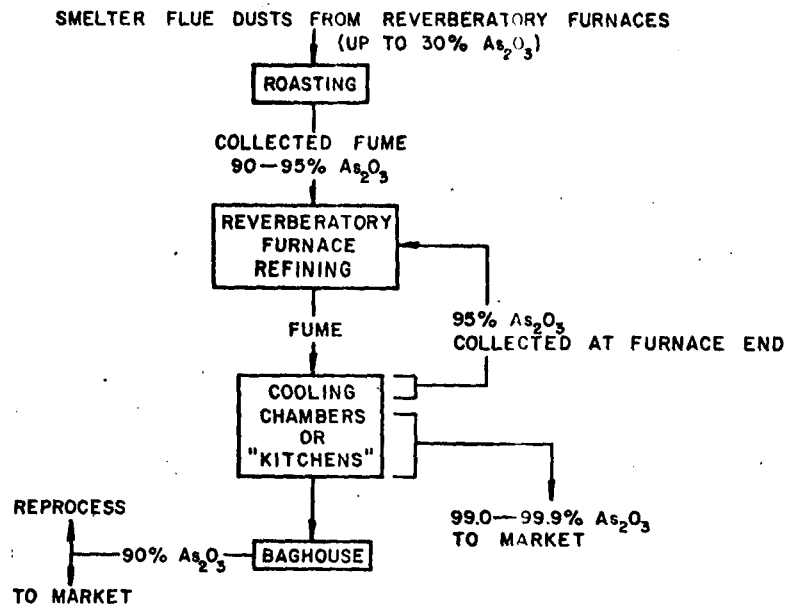 SMELTER FLUE DUSTS FROM REVERBERATORY FURNACES
(UP TO 30% As₂O₃)
ROASTING
COLLECTED FUME
90—95% As₂O₃
REVERBERATORY
FURNACE
REFINING
95% As₂O₃
COLLECTED AT FURNACE END
FUME
COOLING
CHAMBERS
OR
"KITCHENS"
99.0—99.9% As₂O₃
TO MARKET
BAGHOUSE
90% As₂O₃
REPROCESS
TO MARKET